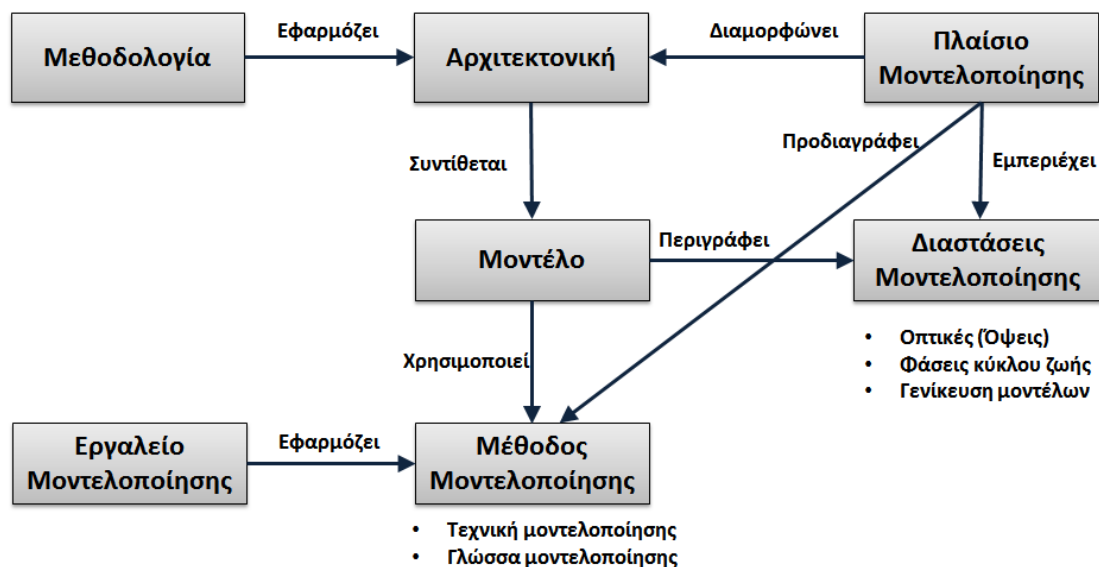 Μεθοδολογία
Εφαρμόζει
Αρχιτεκτονική
Διαμορφώνει
Πλαίσιο
Μοντελοποίησης
Συντίθεται
Προδιαγράφει
Εμπεριέχει
Μοντέλο
Περιγράφει
Διαστάσεις
Μοντελοποίησης
• Οπτικές (Όψεις)
• Φάσεις κύκλου ζωής
• Γενίκευση μοντέλων
Χρησιμοποιεί
Εργαλείο
Μοντελοποίησης
Εφαρμόζει
Μέθοδος
Μοντελοποίησης
• Τεχνική μοντελοποίησης
• Γλώσσα μοντελοποίησης